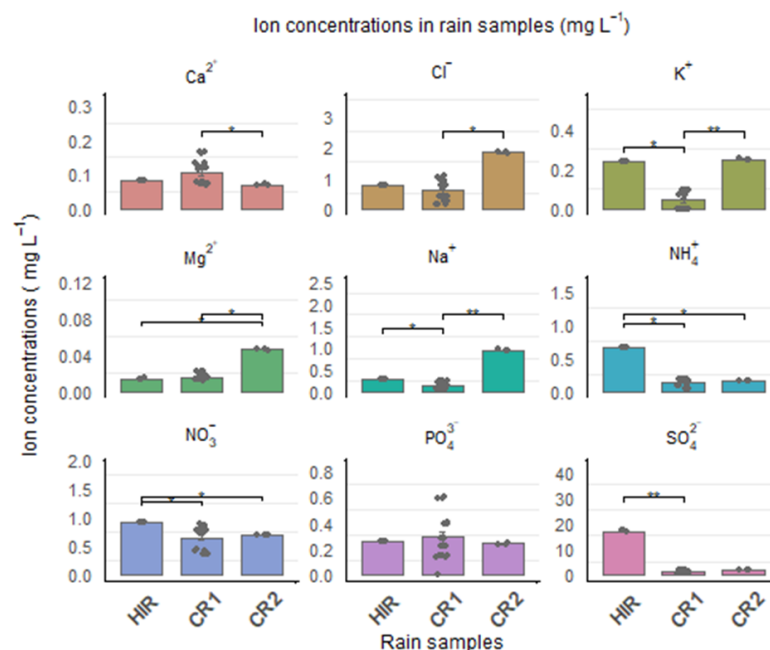 Ion concentrations in rain samples (mg L⁻¹)
Ca²⁺ Cl⁻ K⁺
0.3 0.2 0.1 0.0
3 2 1 0
0.4 0.2 0.0
* * * **
Mg²⁺ Na⁺ NH₄⁺
0.12 0.08 0.04 0.00
2.5 2.0 1.5 1.0 0.5 0.0
1.5 1.0 0.5 0.0
* * * ** * *
NO₃⁻ PO₄³⁻ SO₄²⁻
1.0 1.0 0.5 0.0
0.8 0.6 0.4 0.2 0.0
40 30 20 10 0
* * **
HIR CR1 CR2 HIR CR1 CR2 HIR CR1 CR2
Rain samples
Ion concentrations ( mg L⁻¹)